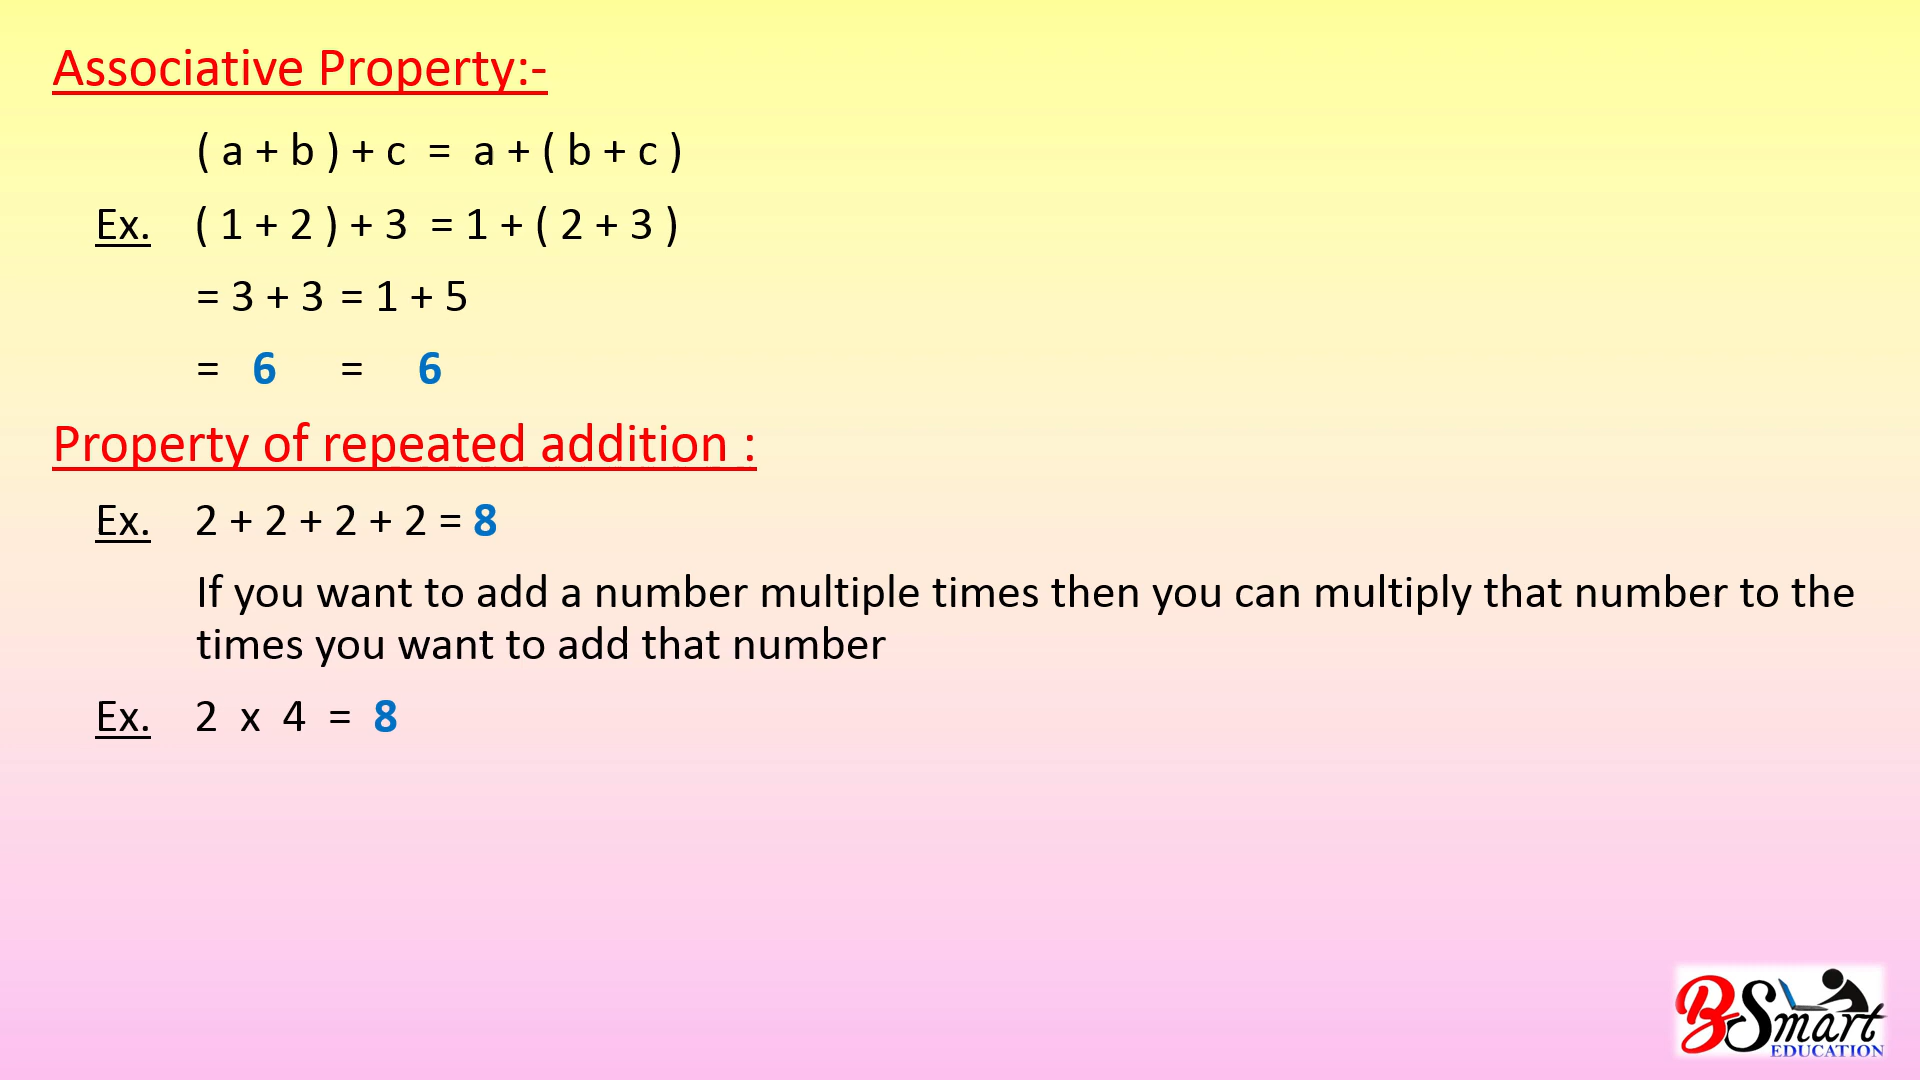 Associative Property:-
( a + b ) + c = a + ( b + c )
Ex. ( 1 + 2 ) + 3 = 1 + ( 2 + 3 )
= 3 + 3 = 1 + 5
= 6 = 6
Property of repeated addition :
Ex. 2 + 2 + 2 + 2 = 8
If you want to add a number multiple times then you can multiply that number to the
times you want to add that number
Ex. 2 x 4 = 8
B Smart
EDUCATION